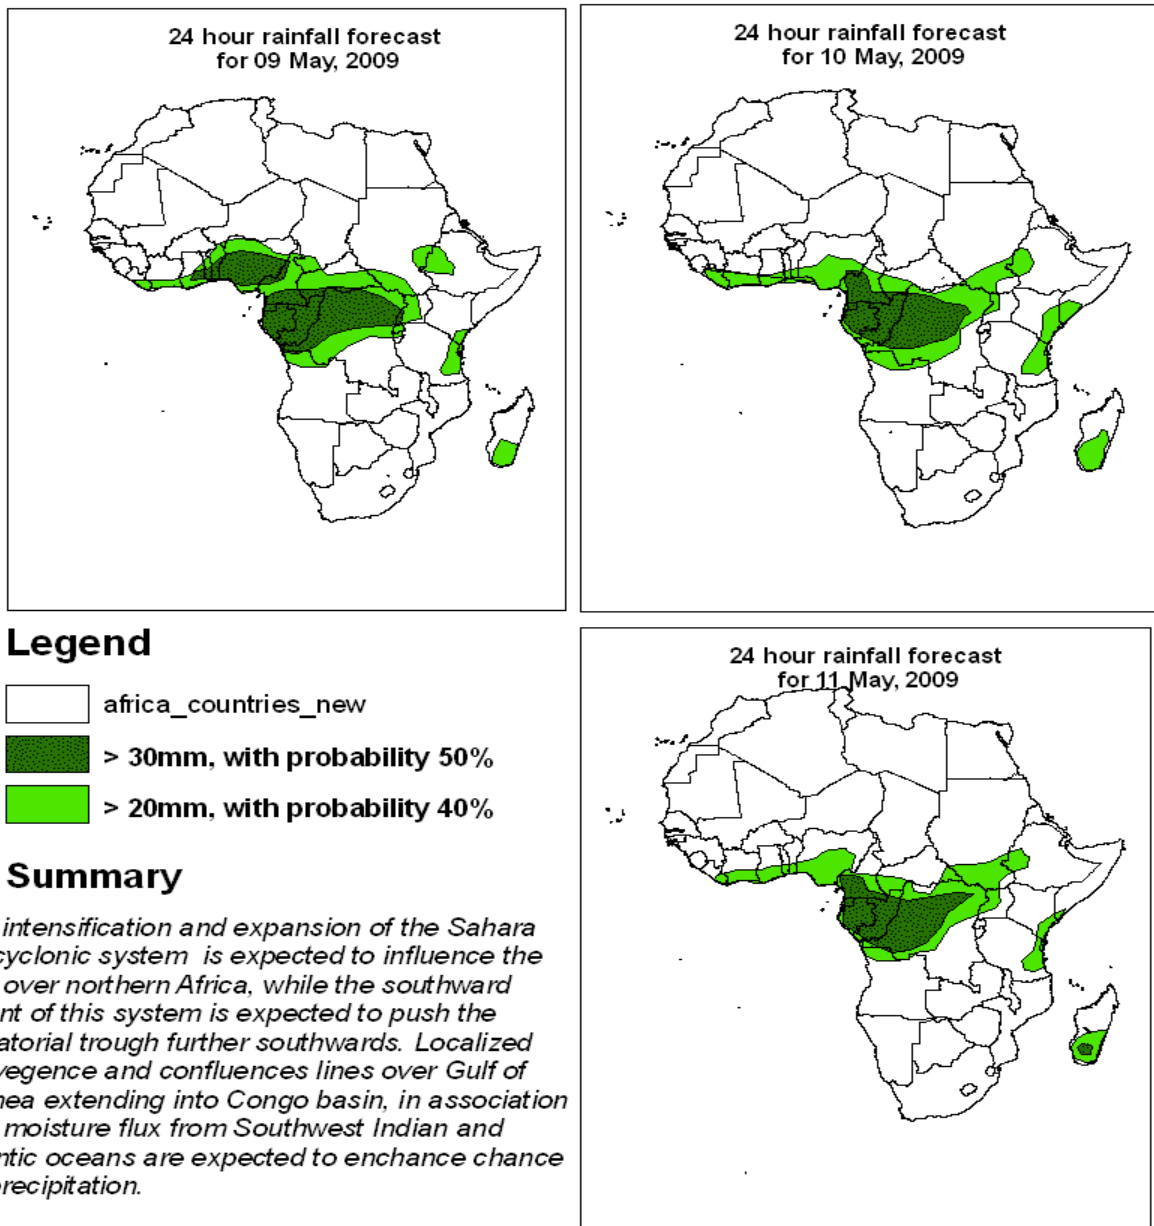 24 hour rainfall forecast
for 09 May, 2009
24 hour rainfall forecast
for 10 May, 2009
Legend
africa_countries_new
> 30mm, with probability 50%
> 20mm, with probability 40%
24 hour rainfall forecast
for 11 May, 2009
Summary
intensification and expansion of the Sahara
cyclonic system is expected to influence the
over northern Africa, while the southward
nt of this system is expected to push the
atorial trough further southwards. Localized
vegence and confluences lines over Gulf of
nea extending into Congo basin, in association
moisture flux from Southwest Indian and
ntic oceans are expected to enchance chance
recipitation.